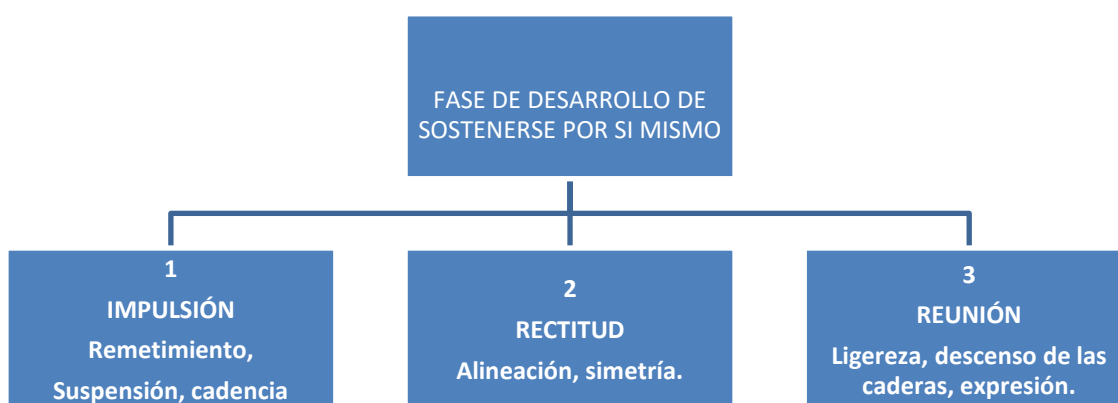 FASE DE DESARROLLO DE
SOSTENERSE POR SI MISMO
1
IMPULSIÓN
Remetimiento,
Suspensión, cadencia
2
RECTITUD
Alineación, simetría.
3
REUNIÓN
Ligereza, descenso de las
caderas, expresión.